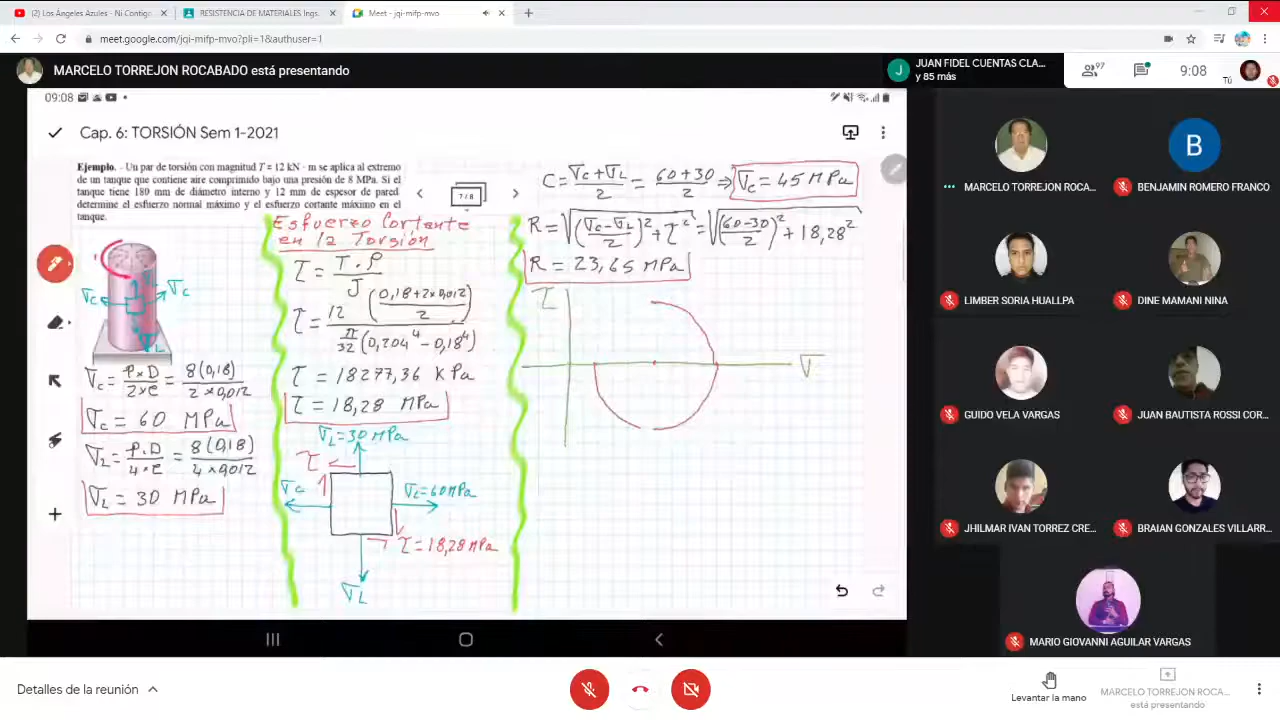 (2) Los Ángeles Azules - Ni Contigo
RESISTENCIA DE MATERIALES Ings.
Meet - jqi-mifp-mvo
meet.google.com/jqi-mifp-mvo?pli=1&authuser=1
MARCELO TORREJON ROCABADO está presentando
J
JUAN FIDEL CUENTAS CLA...
y 85 más
97
9:08
Tú
09:08
Cap. 6: TORSIÓN Sem 1-2021
Ejemplo. - Un par de torsión con magnitud T = 12 kN · m se aplica al extremo
de un tanque que contiene aire comprimido bajo una presión de 8 MPa. Si el
tanque tiene 180 mm de diámetro interno y 12 mm de espesor de pared
determine el esfuerzo normal máximo y el esfuerzo cortante máximo en el
tanque.
7 / 8
σc
σc
σL
σc = P×D/2×e = 8(0,18)/2×0,012
σc = 60 MPa
σL = P.D/4×e = 8(0,18)/4×0,012
σL = 30 MPa
Esfuerzo Cortante
en la Torsión
τ = T·ρ/J
τ = 12 ((0,18+2×0,012)/2) / π/32 (0,204⁴ − 0,18⁴)
τ = 18277,36 KPa
τ = 18,28 MPa
σL = 30 MPa
τ
σc
σL = 60MPa
τ = 18,28 MPa
σL
C = σc+σL/2 = 60+30/2 ⇒ σc = 45 MPa
R = √((σc−σL/2)² + τ²) = √((60−30/2)² + 18,28²)
R = 23,65 MPa
τ
σ
MARCELO TORREJON ROCA...
B
BENJAMIN ROMERO FRANCO
LIMBER SORIA HUALLPA
DINE MAMANI NINA
GUIDO VELA VARGAS
JUAN BAUTISTA ROSSI COR...
JHILMAR IVAN TORREZ CRE...
BRAIAN GONZALES VILLARR...
MARIO GIOVANNI AGUILAR VARGAS
Detalles de la reunión
Levantar la mano
MARCELO TORREJON ROCA...
está presentando